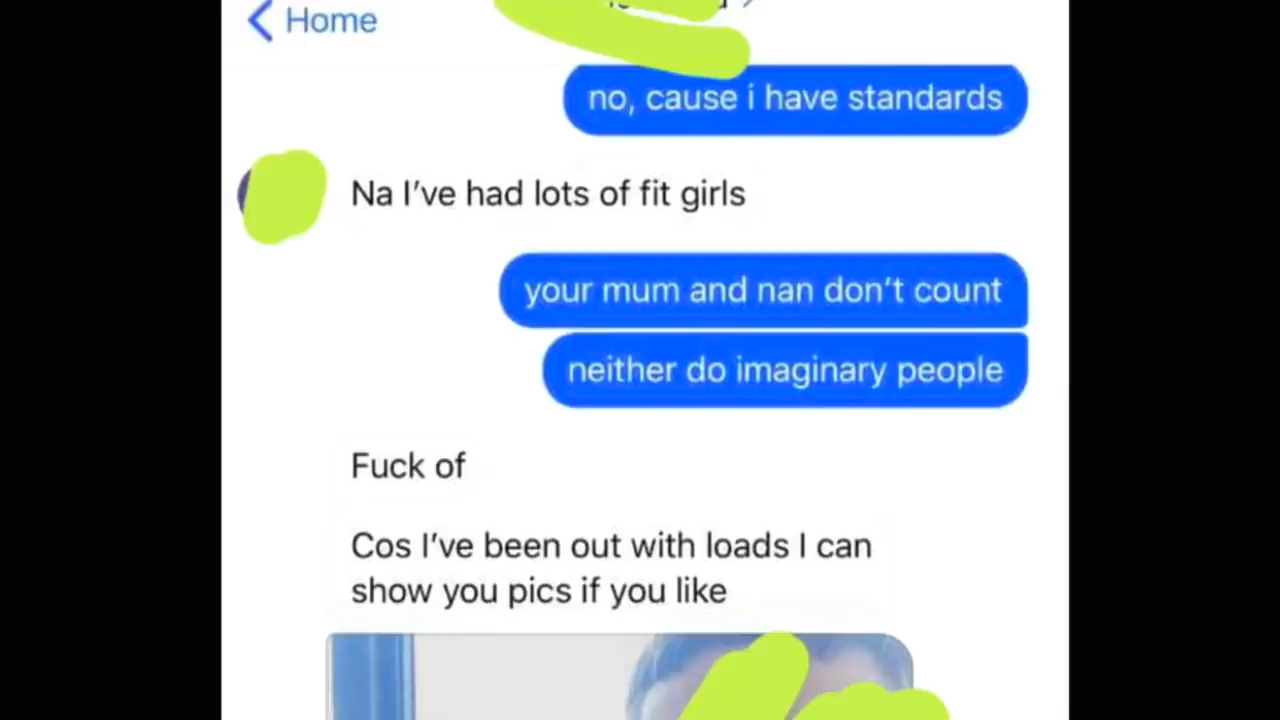 Home
no, cause i have standards
Na I've had lots of fit girls
your mum and nan don't count
neither do imaginary people
Fuck of
Cos I've been out with loads I can
show you pics if you like